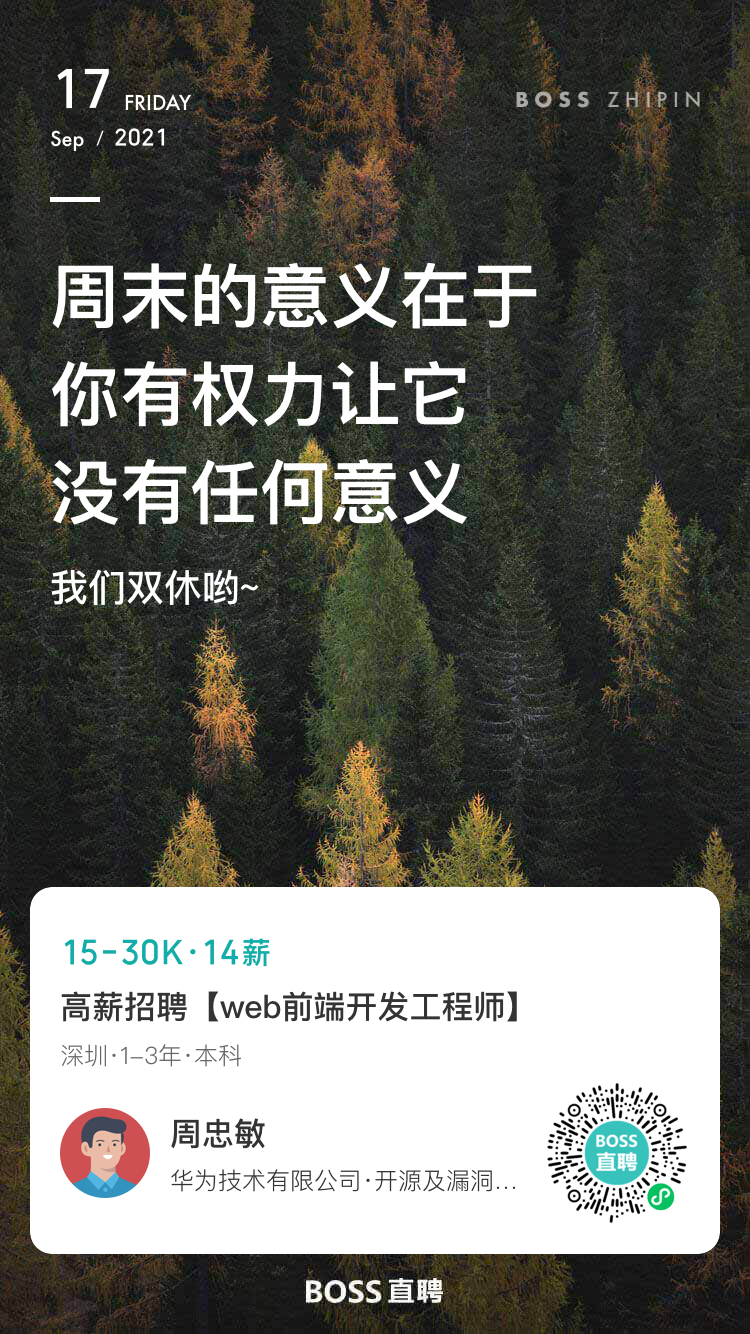 17 FRIDAY
Sep / 2021
BOSS ZHIPIN
周末的意义在于
你有权力让它
没有任何意义
我们双休哟~
15-30K·14薪
高薪招聘【web前端开发工程师】
深圳·1-3年·本科
周忠敏
华为技术有限公司·开源及漏洞...
BOSS
直聘
BOSS直聘